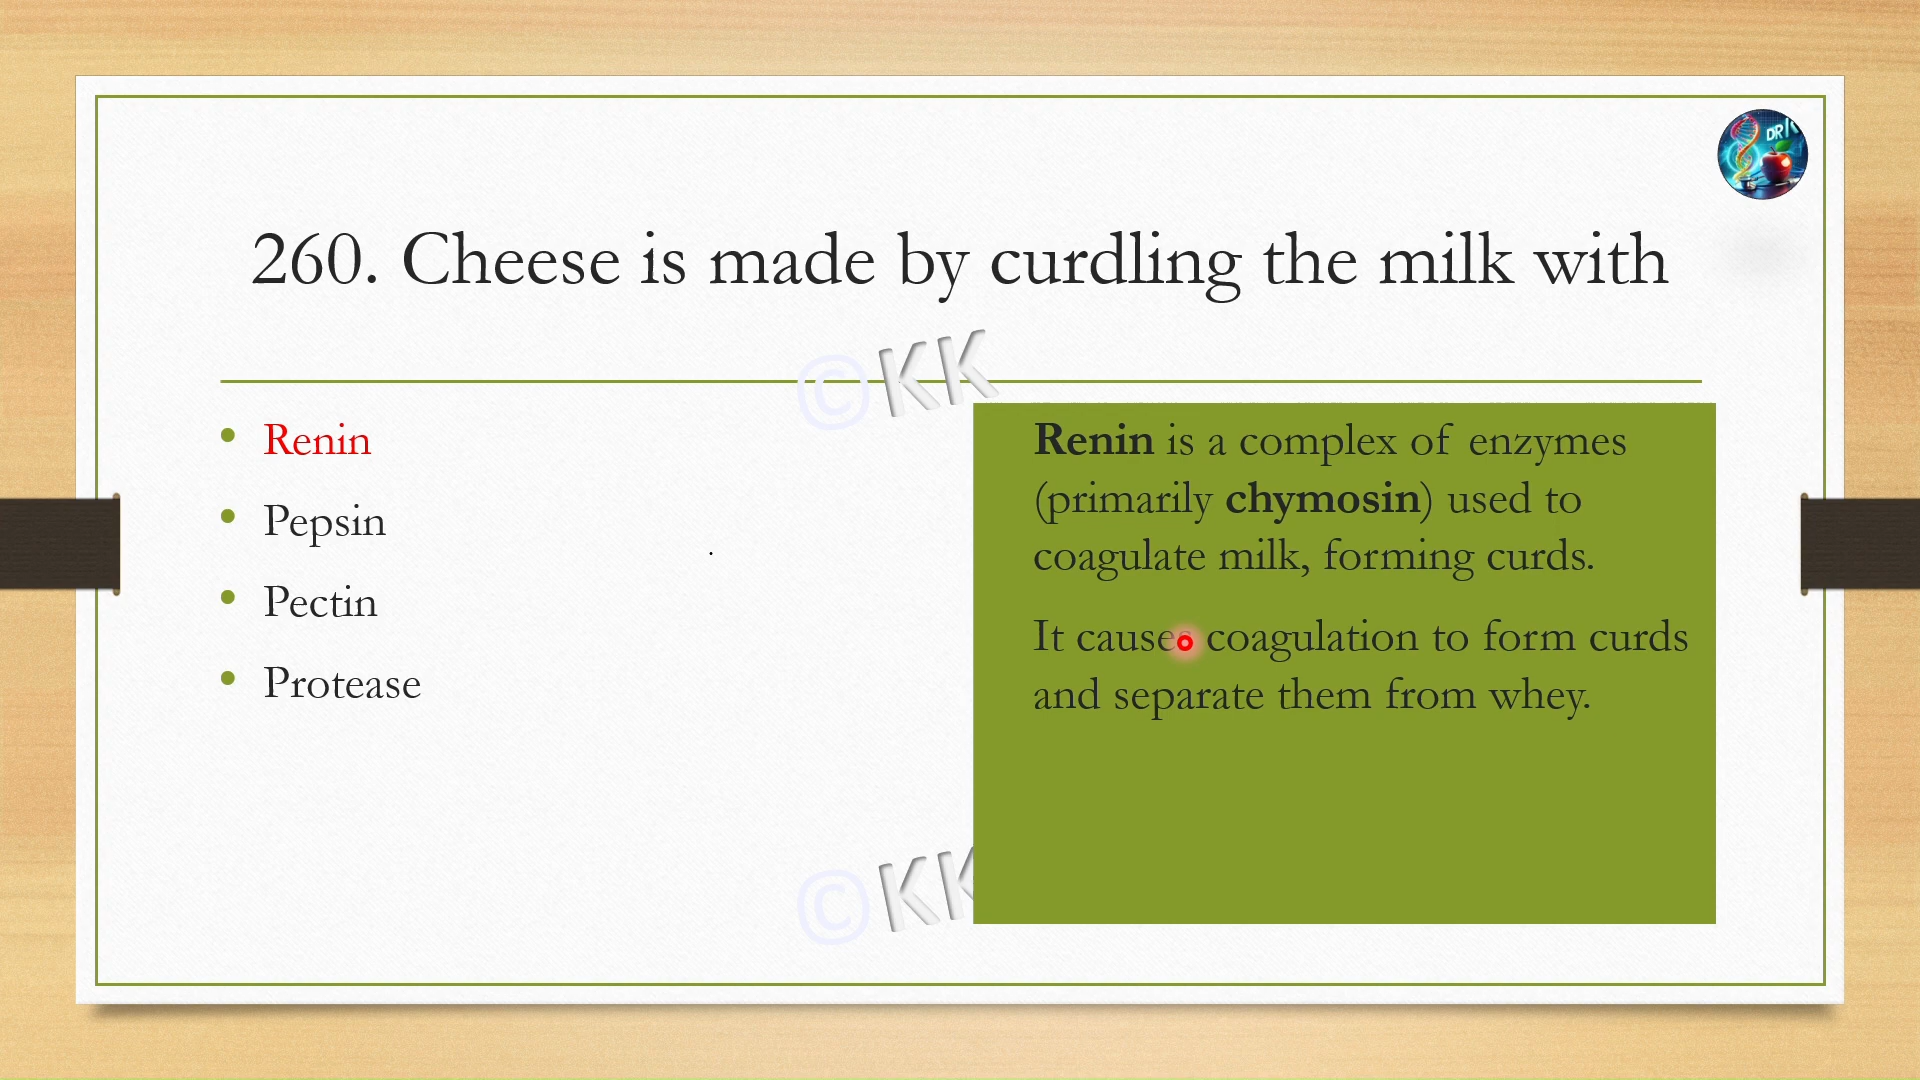 DR
260. Cheese is made by curdling the milk with
©KK
• Renin
• Pepsin
• Pectin
• Protease
Renin is a complex of enzymes
(primarily chymosin) used to
coagulate milk, forming curds.
It causes coagulation to form curds
and separate them from whey.
©KK